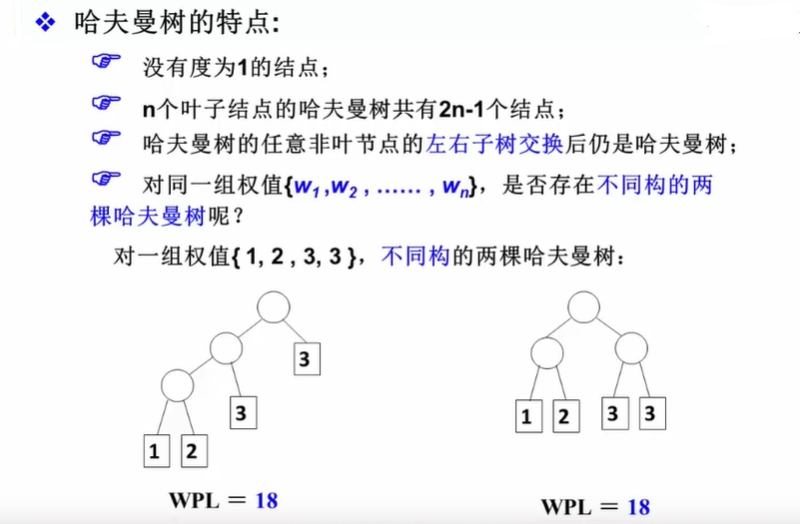 哈夫曼树的特点:
没有度为1的结点；
n个叶子结点的哈夫曼树共有2n-1个结点；
哈夫曼树的任意非叶节点的左右子树交换后仍是哈夫曼树；
对同一组权值{w1 ,w2 , …… , wn}，是否存在不同构的两
棵哈夫曼树呢？
对一组权值{ 1, 2 , 3, 3 }，不同构的两棵哈夫曼树：
3
3
1 2
WPL = 18
1 2 3 3
WPL = 18